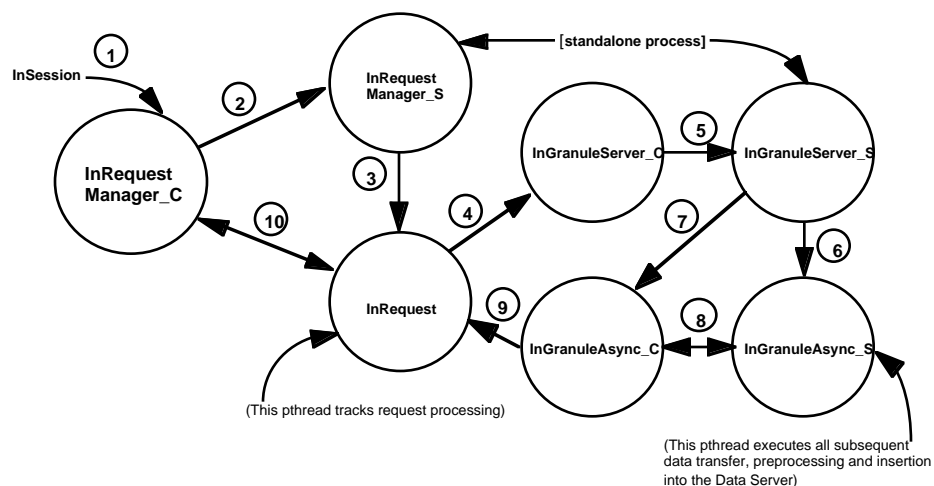 1
[standalone process]
InSession
2
InRequest
Manager_S
5
InRequest
Manager_C
InGranuleServer_C
InGranuleServer_S
3
10
4
7
6
InRequest
9
8
InGranuleAsync_C
InGranuleAsync_S
(This pthread tracks request processing)
(This pthread executes all subsequent
data transfer, preprocessing and insertion
into the Data Server)